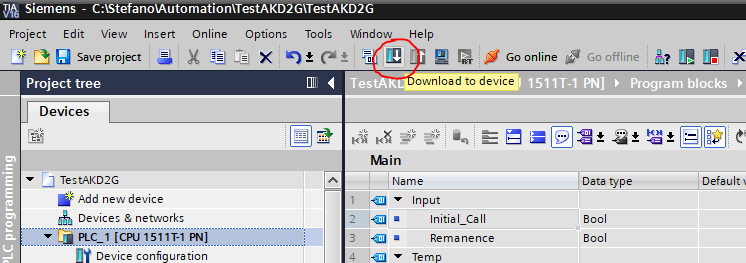 TIA V16 Siemens - C:\Stefano\Automation\TestAKD2G\TestAKD2G
Project Edit View Insert Online Options Tools Window Help
Save project Go online Go offline
Download to device
Project tree TestAKD 1511T-1 PN] Program blocks
Devices
PLC programming
TestAKD2G
Add new device
Devices & networks
PLC_1 [CPU 1511T-1 PN]
Device configuration
Main
Name Data type Default v
1 Input
2 Initial_Call Bool
3 Remanence Bool
4 Temp